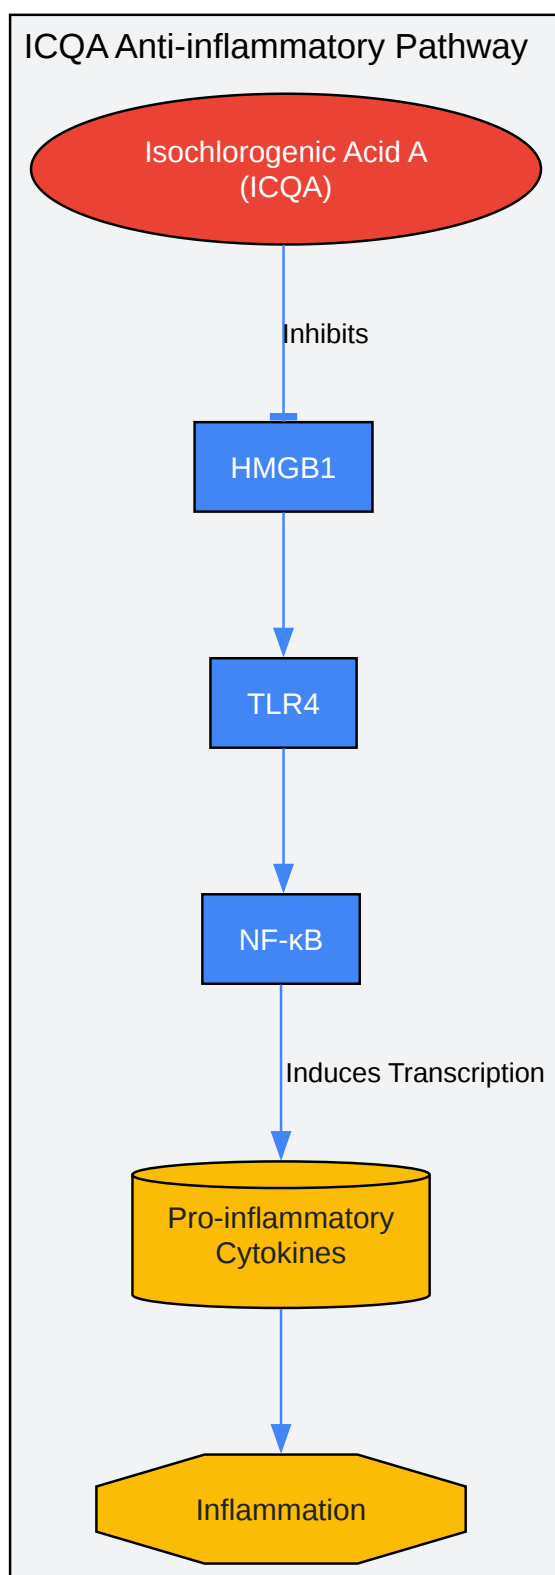 ICQA Anti-inflammatory Pathway
Isochlorogenic Acid A
(ICQA)
Inhibits
HMGB1
TLR4
NF-κB
Induces Transcription
Pro-inflammatory
Cytokines
Inflammation